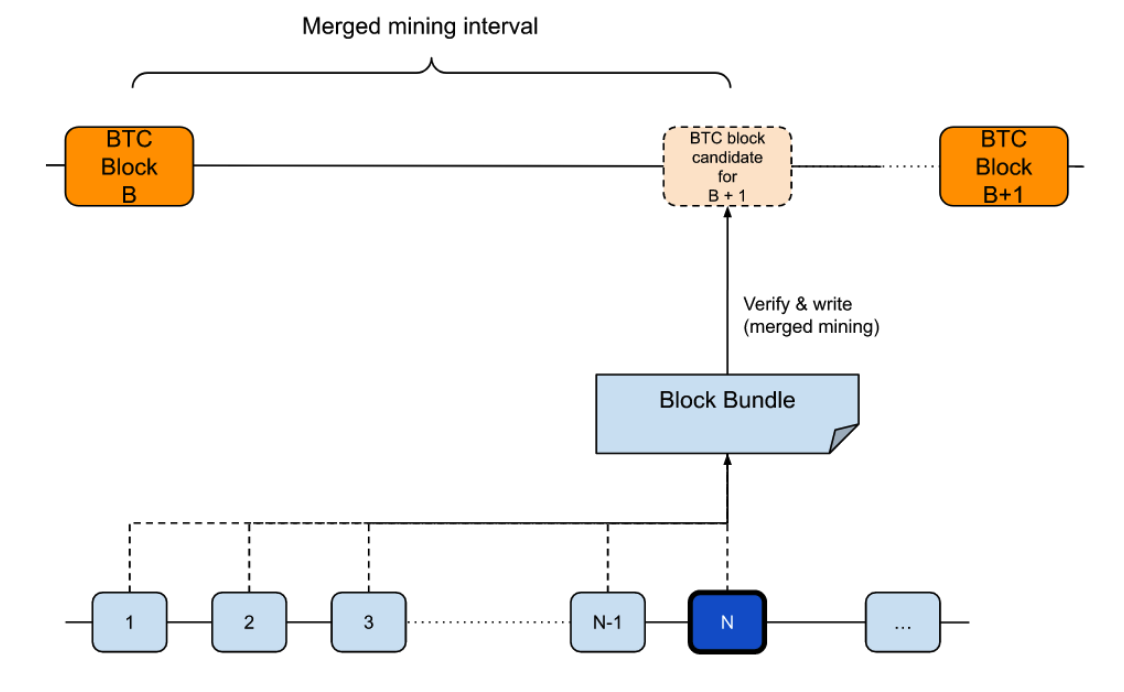 Merged mining interval
BTC
Block
B
BTC block
candidate
for
B + 1
BTC
Block
B+1
Verify & write
(merged mining)
Block Bundle
1
2
3
N-1
N
...